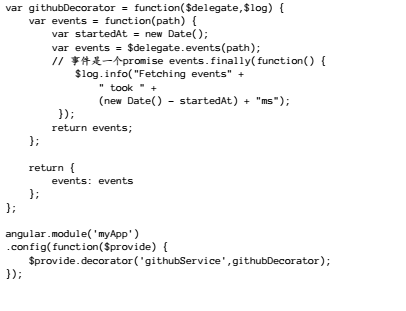 var githubDecorator = function($delegate,$log) {
    var events = function(path) {
        var startedAt = new Date();
        var events = $delegate.events(path);
        // 事件是一个promise events.finally(function() {
            $log.info("Fetching events" +
                " took " +
                (new Date() - startedAt) + "ms");
         });
        return events;
    };

    return {
        events: events
    };
};

angular.module('myApp')
.config(function($provide) {
    $provide.decorator('githubService',githubDecorator);
});